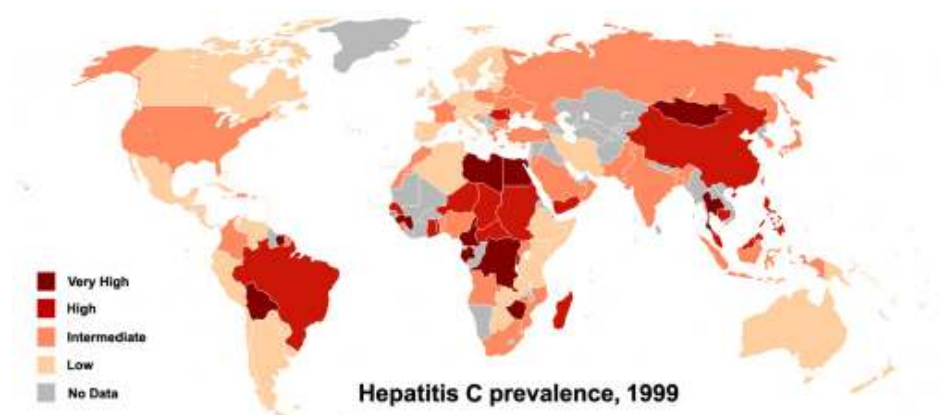 Very High
High
Intermediate
Low
No Data
Hepatitis C prevalence, 1999